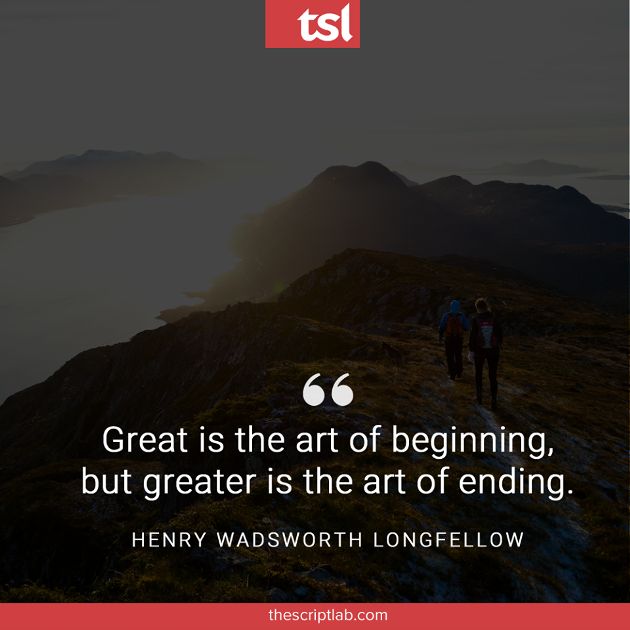 tsl
“
Great is the art of beginning,
but greater is the art of ending.
HENRY WADSWORTH LONGFELLOW
thescriptlab.com